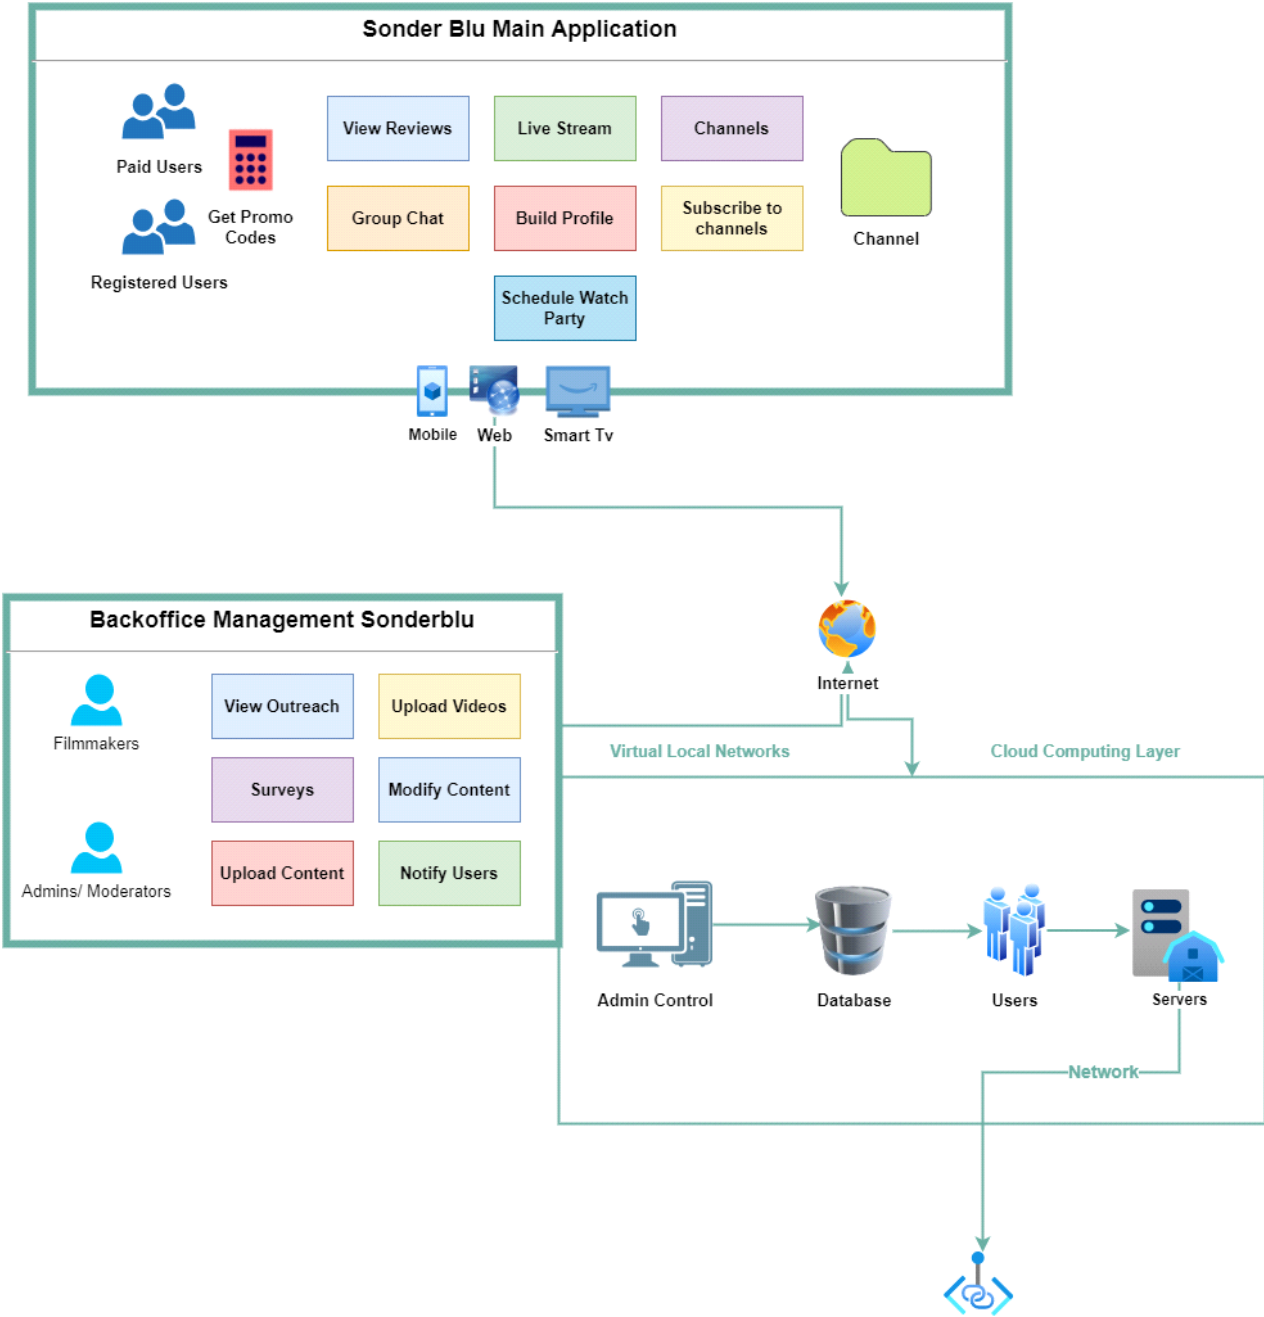 Sonder Blu Main Application
Paid Users
Get Promo
Codes
Registered Users
View Reviews
Live Stream
Channels
Group Chat
Build Profile
Subscribe to
channels
Schedule Watch
Party
Channel
Mobile
Web
Smart Tv
Internet
Backoffice Management Sonderblu
Filmmakers
Admins/ Moderators
View Outreach
Upload Videos
Surveys
Modify Content
Upload Content
Notify Users
Virtual Local Networks
Cloud Computing Layer
Admin Control
Database
Users
Servers
Network